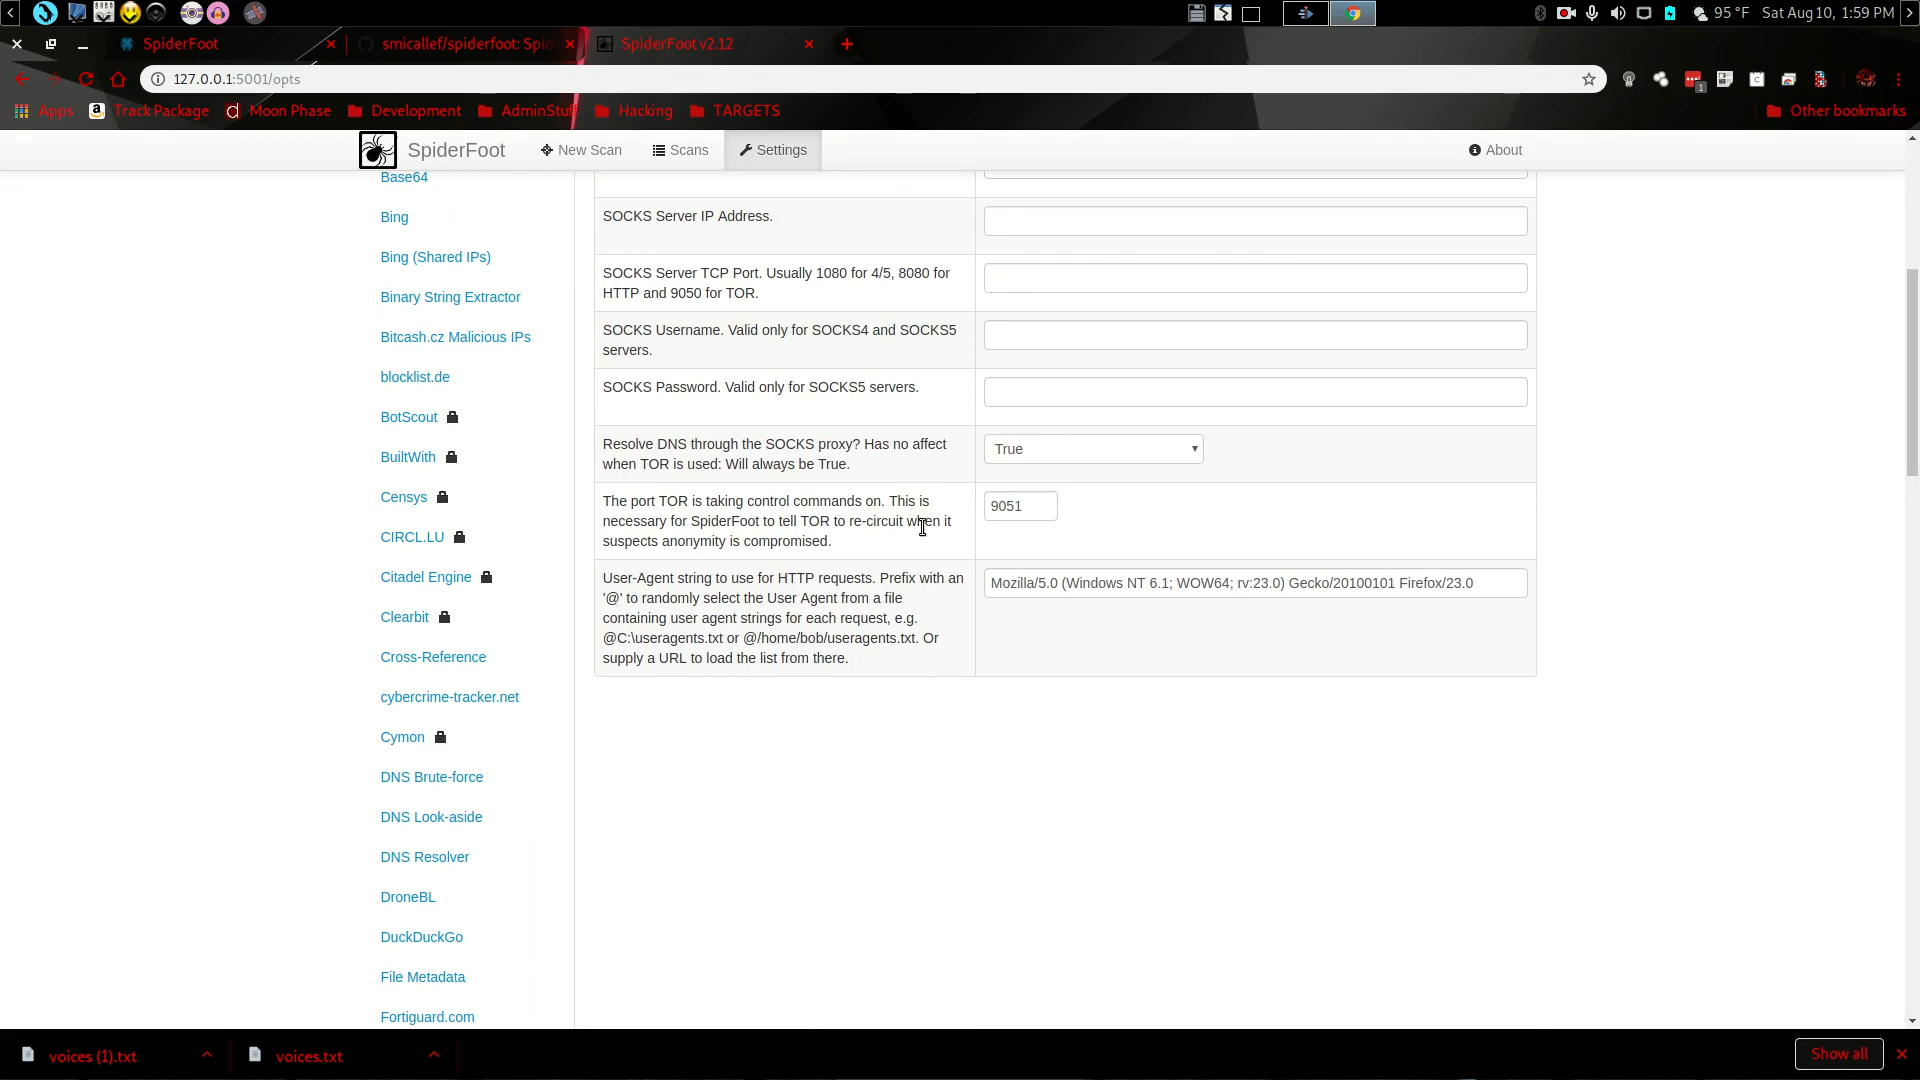 95 °F
Sat Aug 10, 1:59 PM
SpiderFoot
smicallef/spiderfoot: Spid
SpiderFoot v2.12
127.0.0.1:5001/opts
1
Apps
Track Package
Moon Phase
Development
AdminStuff
Hacking
TARGETS
Other bookmarks
SpiderFoot
New Scan
Scans
Settings
About
Base64
Bing
Bing (Shared IPs)
Binary String Extractor
Bitcash.cz Malicious IPs
blocklist.de
BotScout
BuiltWith
Censys
CIRCL.LU
Citadel Engine
Clearbit
Cross-Reference
cybercrime-tracker.net
Cymon
DNS Brute-force
DNS Look-aside
DNS Resolver
DroneBL
DuckDuckGo
File Metadata
Fortiguard.com
SOCKS Server IP Address.
SOCKS Server TCP Port. Usually 1080 for 4/5, 8080 for
HTTP and 9050 for TOR.
SOCKS Username. Valid only for SOCKS4 and SOCKS5
servers.
SOCKS Password. Valid only for SOCKS5 servers.
Resolve DNS through the SOCKS proxy? Has no affect
when TOR is used: Will always be True.
True
The port TOR is taking control commands on. This is
necessary for SpiderFoot to tell TOR to re-circuit when it
suspects anonymity is compromised.
9051
User-Agent string to use for HTTP requests. Prefix with an
'@' to randomly select the User Agent from a file
containing user agent strings for each request, e.g.
@C:\useragents.txt or @/home/bob/useragents.txt. Or
supply a URL to load the list from there.
Mozilla/5.0 (Windows NT 6.1; WOW64; rv:23.0) Gecko/20100101 Firefox/23.0
voices (1).txt
voices.txt
Show all